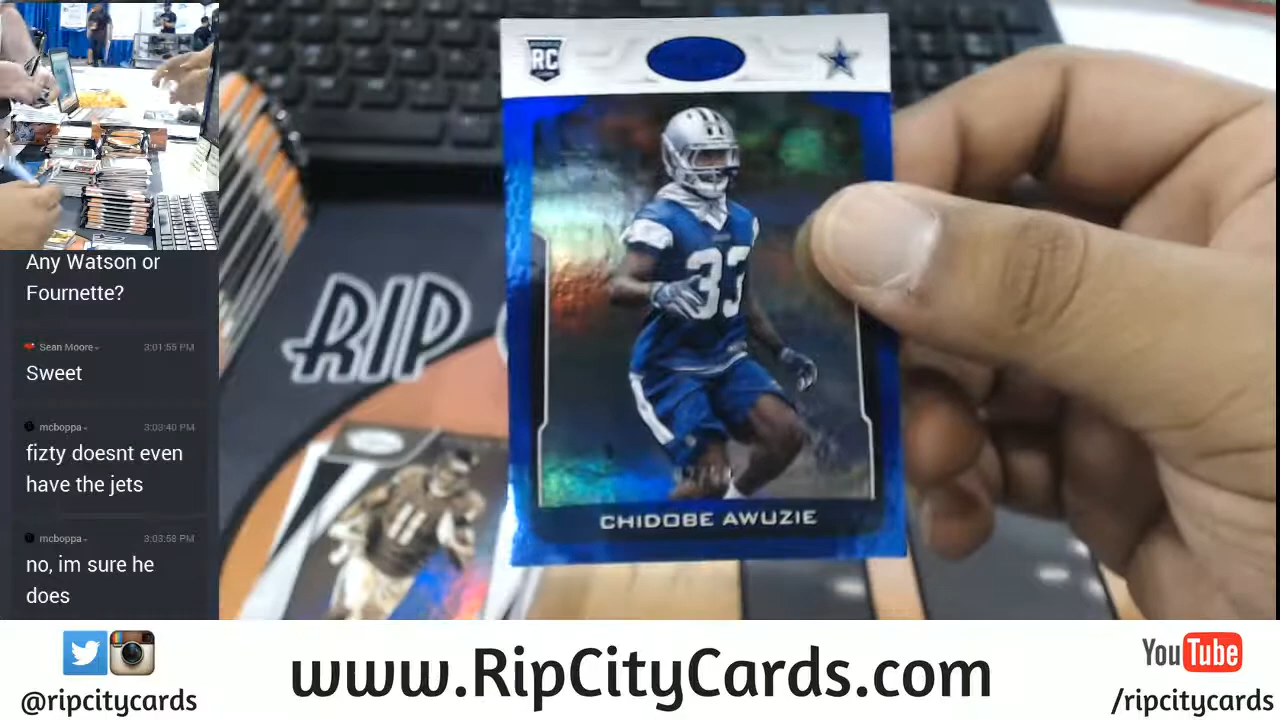 Any Watson or
Fournette?
Sean Moore
3:01:55 PM
Sweet
mcboppa
3:03:40 PM
fizty doesnt even
have the jets
mcboppa
3:03:58 PM
no, im sure he
does
RC
33
CHIDOBE AWUZIE
RIP
11
@ripcitycards
www.RipCityCards.com
YouTube
/ripcitycards